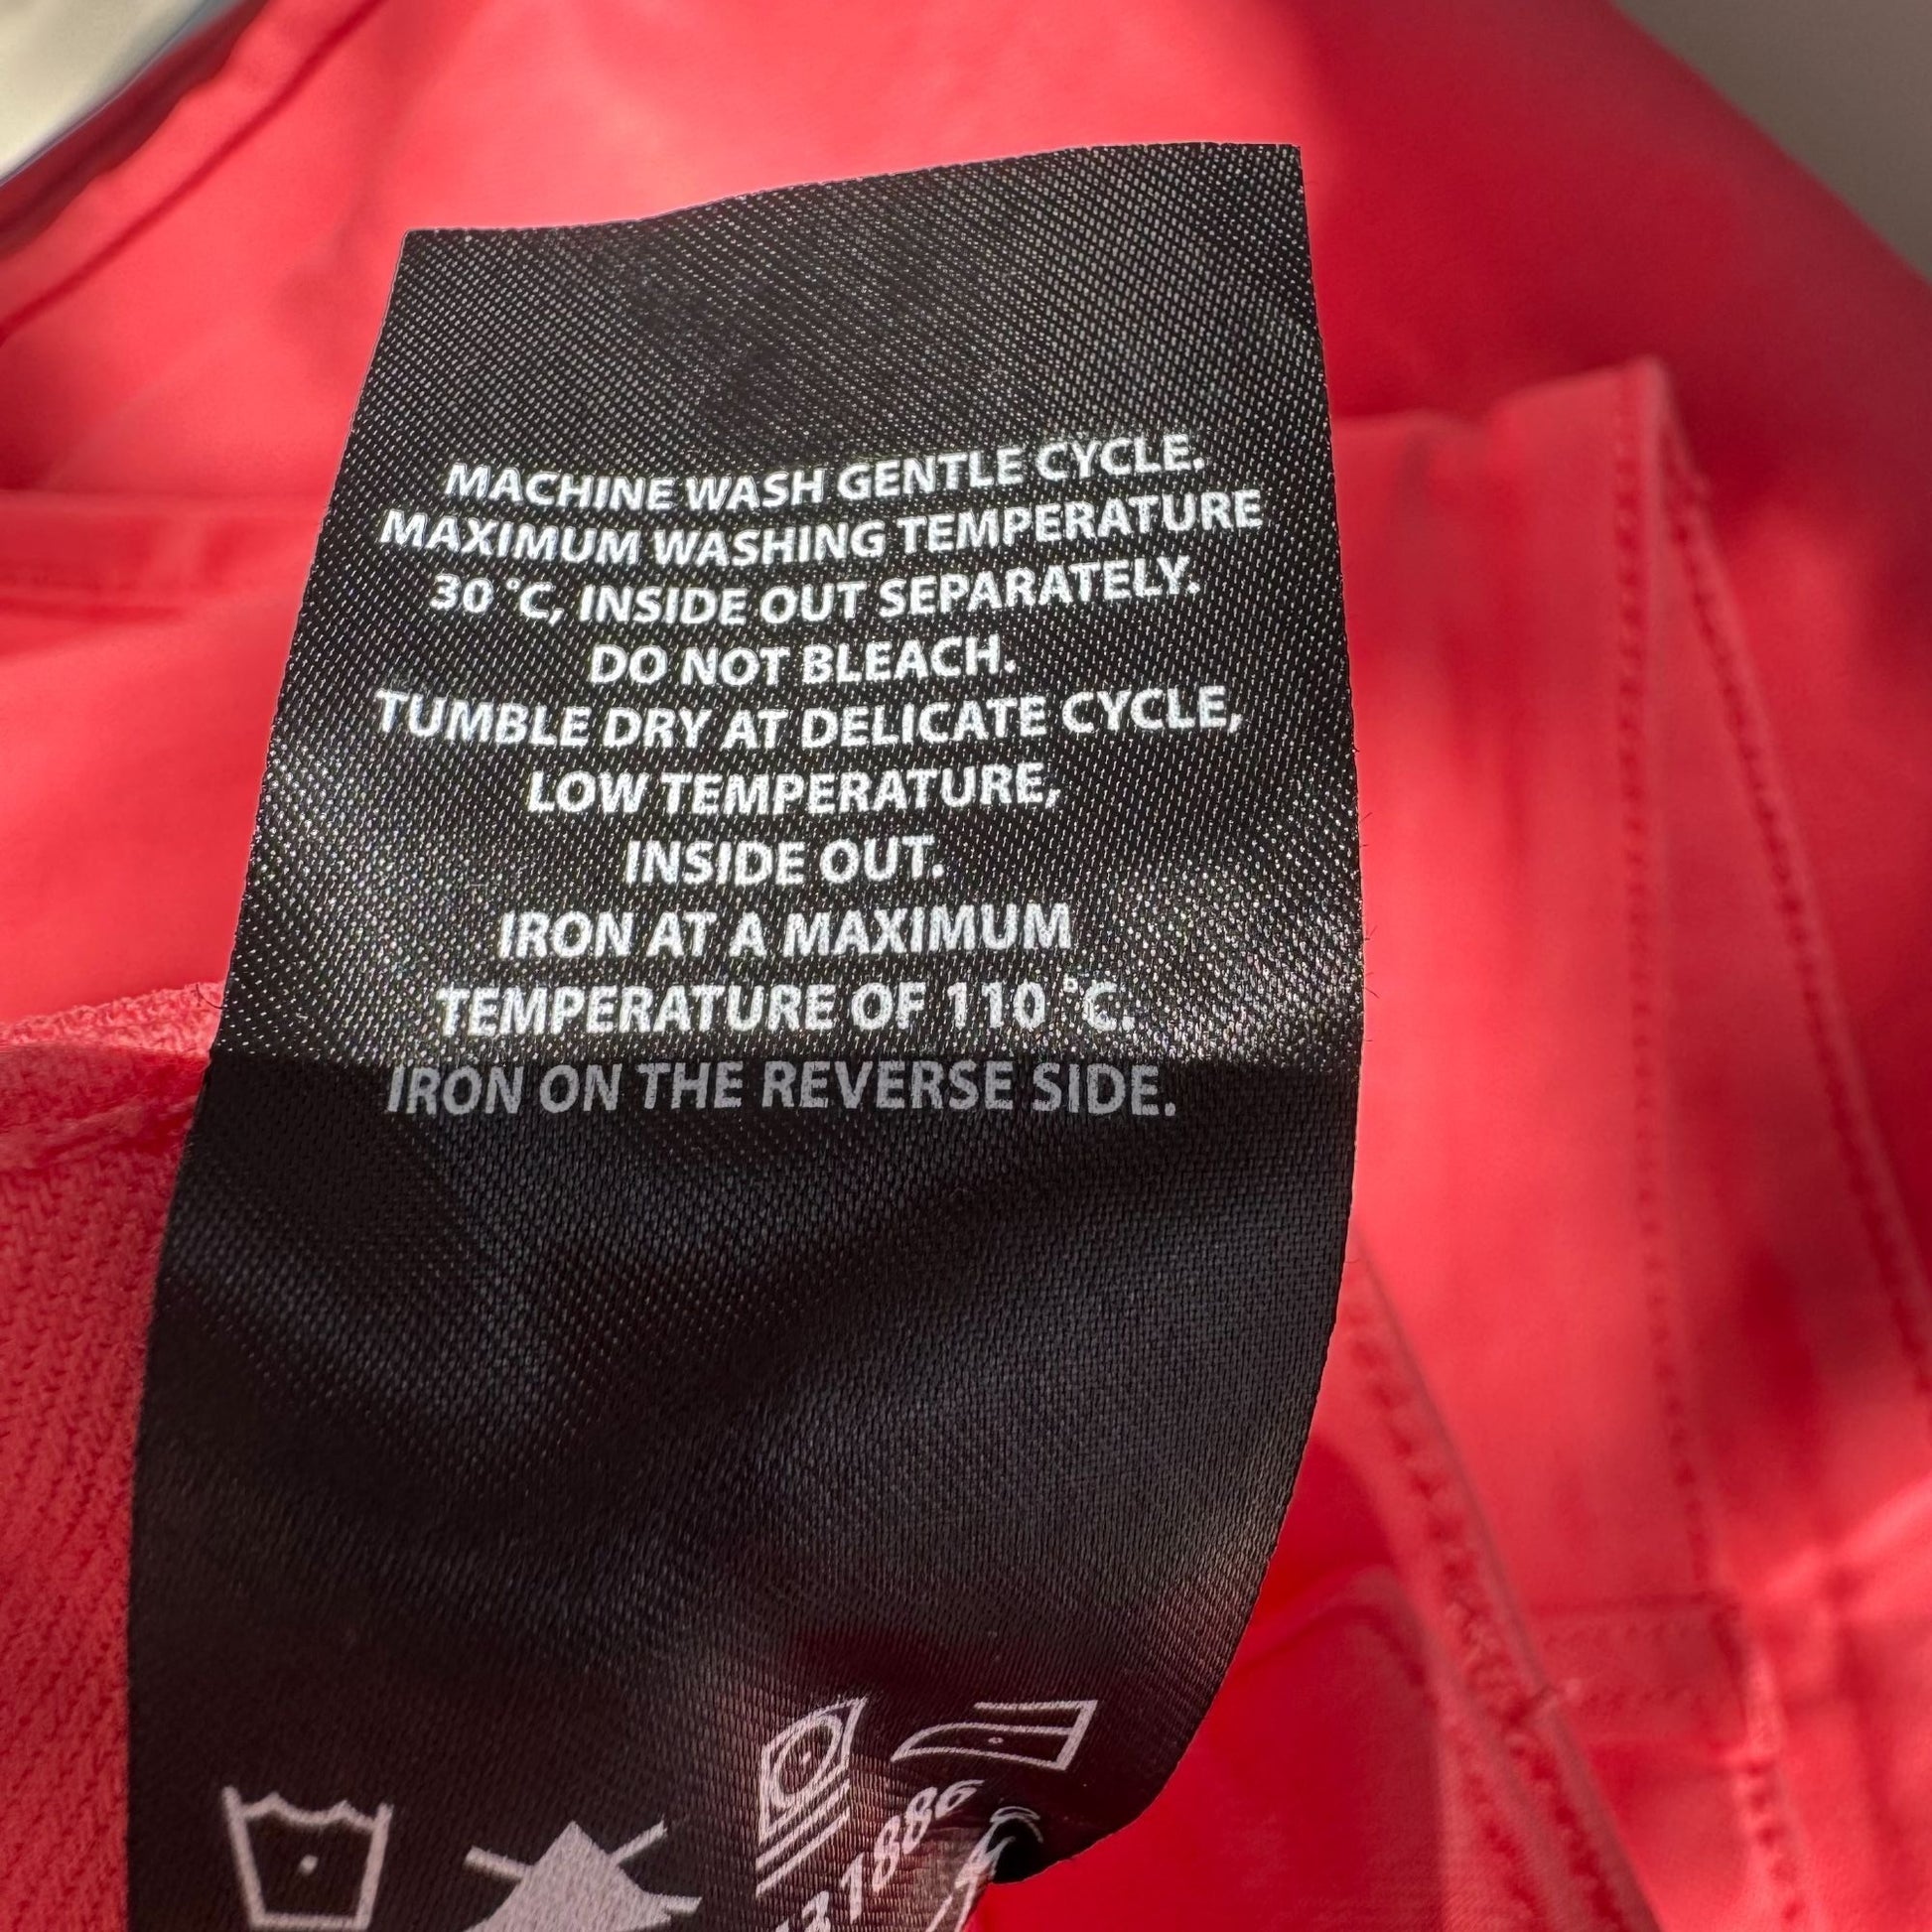 MACHINE WASH GENTLE CYCLE.
MAXIMUM WASHING TEMPERATURE
30 °C, INSIDE OUT SEPARATELY.
DO NOT BLEACH.
TUMBLE DRY AT DELICATE CYCLE,
LOW TEMPERATURE,
INSIDE OUT.
IRON AT A MAXIMUM
TEMPERATURE OF 110 °C.
IRON ON THE REVERSE SIDE.